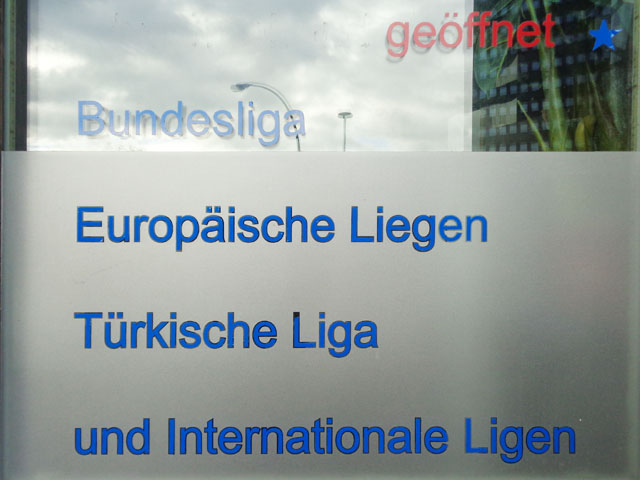 geöffnet
Bundesliga
Europäische Liegen
Türkische Liga
und Internationale Ligen